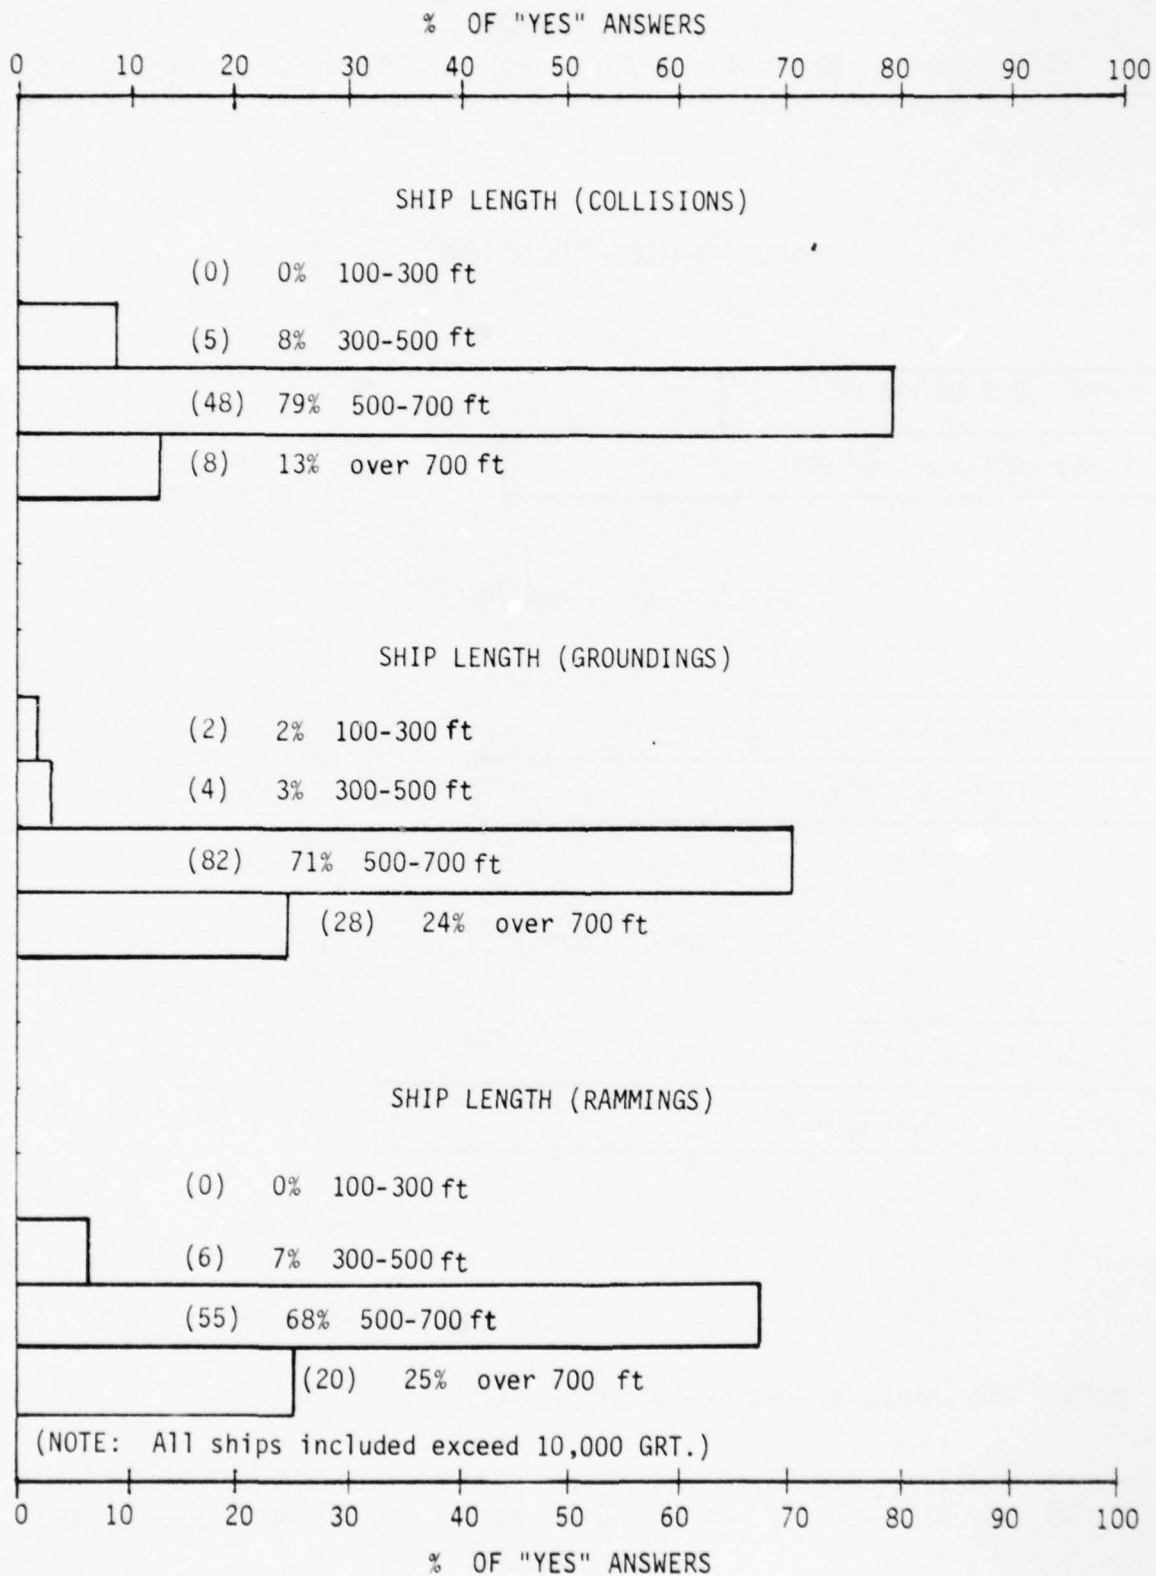 % OF "YES" ANSWERS
0 10 20 30 40 50 60 70 80 90 100
SHIP LENGTH (COLLISIONS)
(0) 0% 100-300 ft
(5) 8% 300-500 ft
(48) 79% 500-700 ft
(8) 13% over 700 ft
SHIP LENGTH (GROUNDINGS)
(2) 2% 100-300 ft
(4) 3% 300-500 ft
(82) 71% 500-700 ft
(28) 24% over 700 ft
SHIP LENGTH (RAMMINGS)
(0) 0% 100-300 ft
(6) 7% 300-500 ft
(55) 68% 500-700 ft
(20) 25% over 700 ft
(NOTE: All ships included exceed 10,000 GRT.)
0 10 20 30 40 50 60 70 80 90 100
% OF "YES" ANSWERS